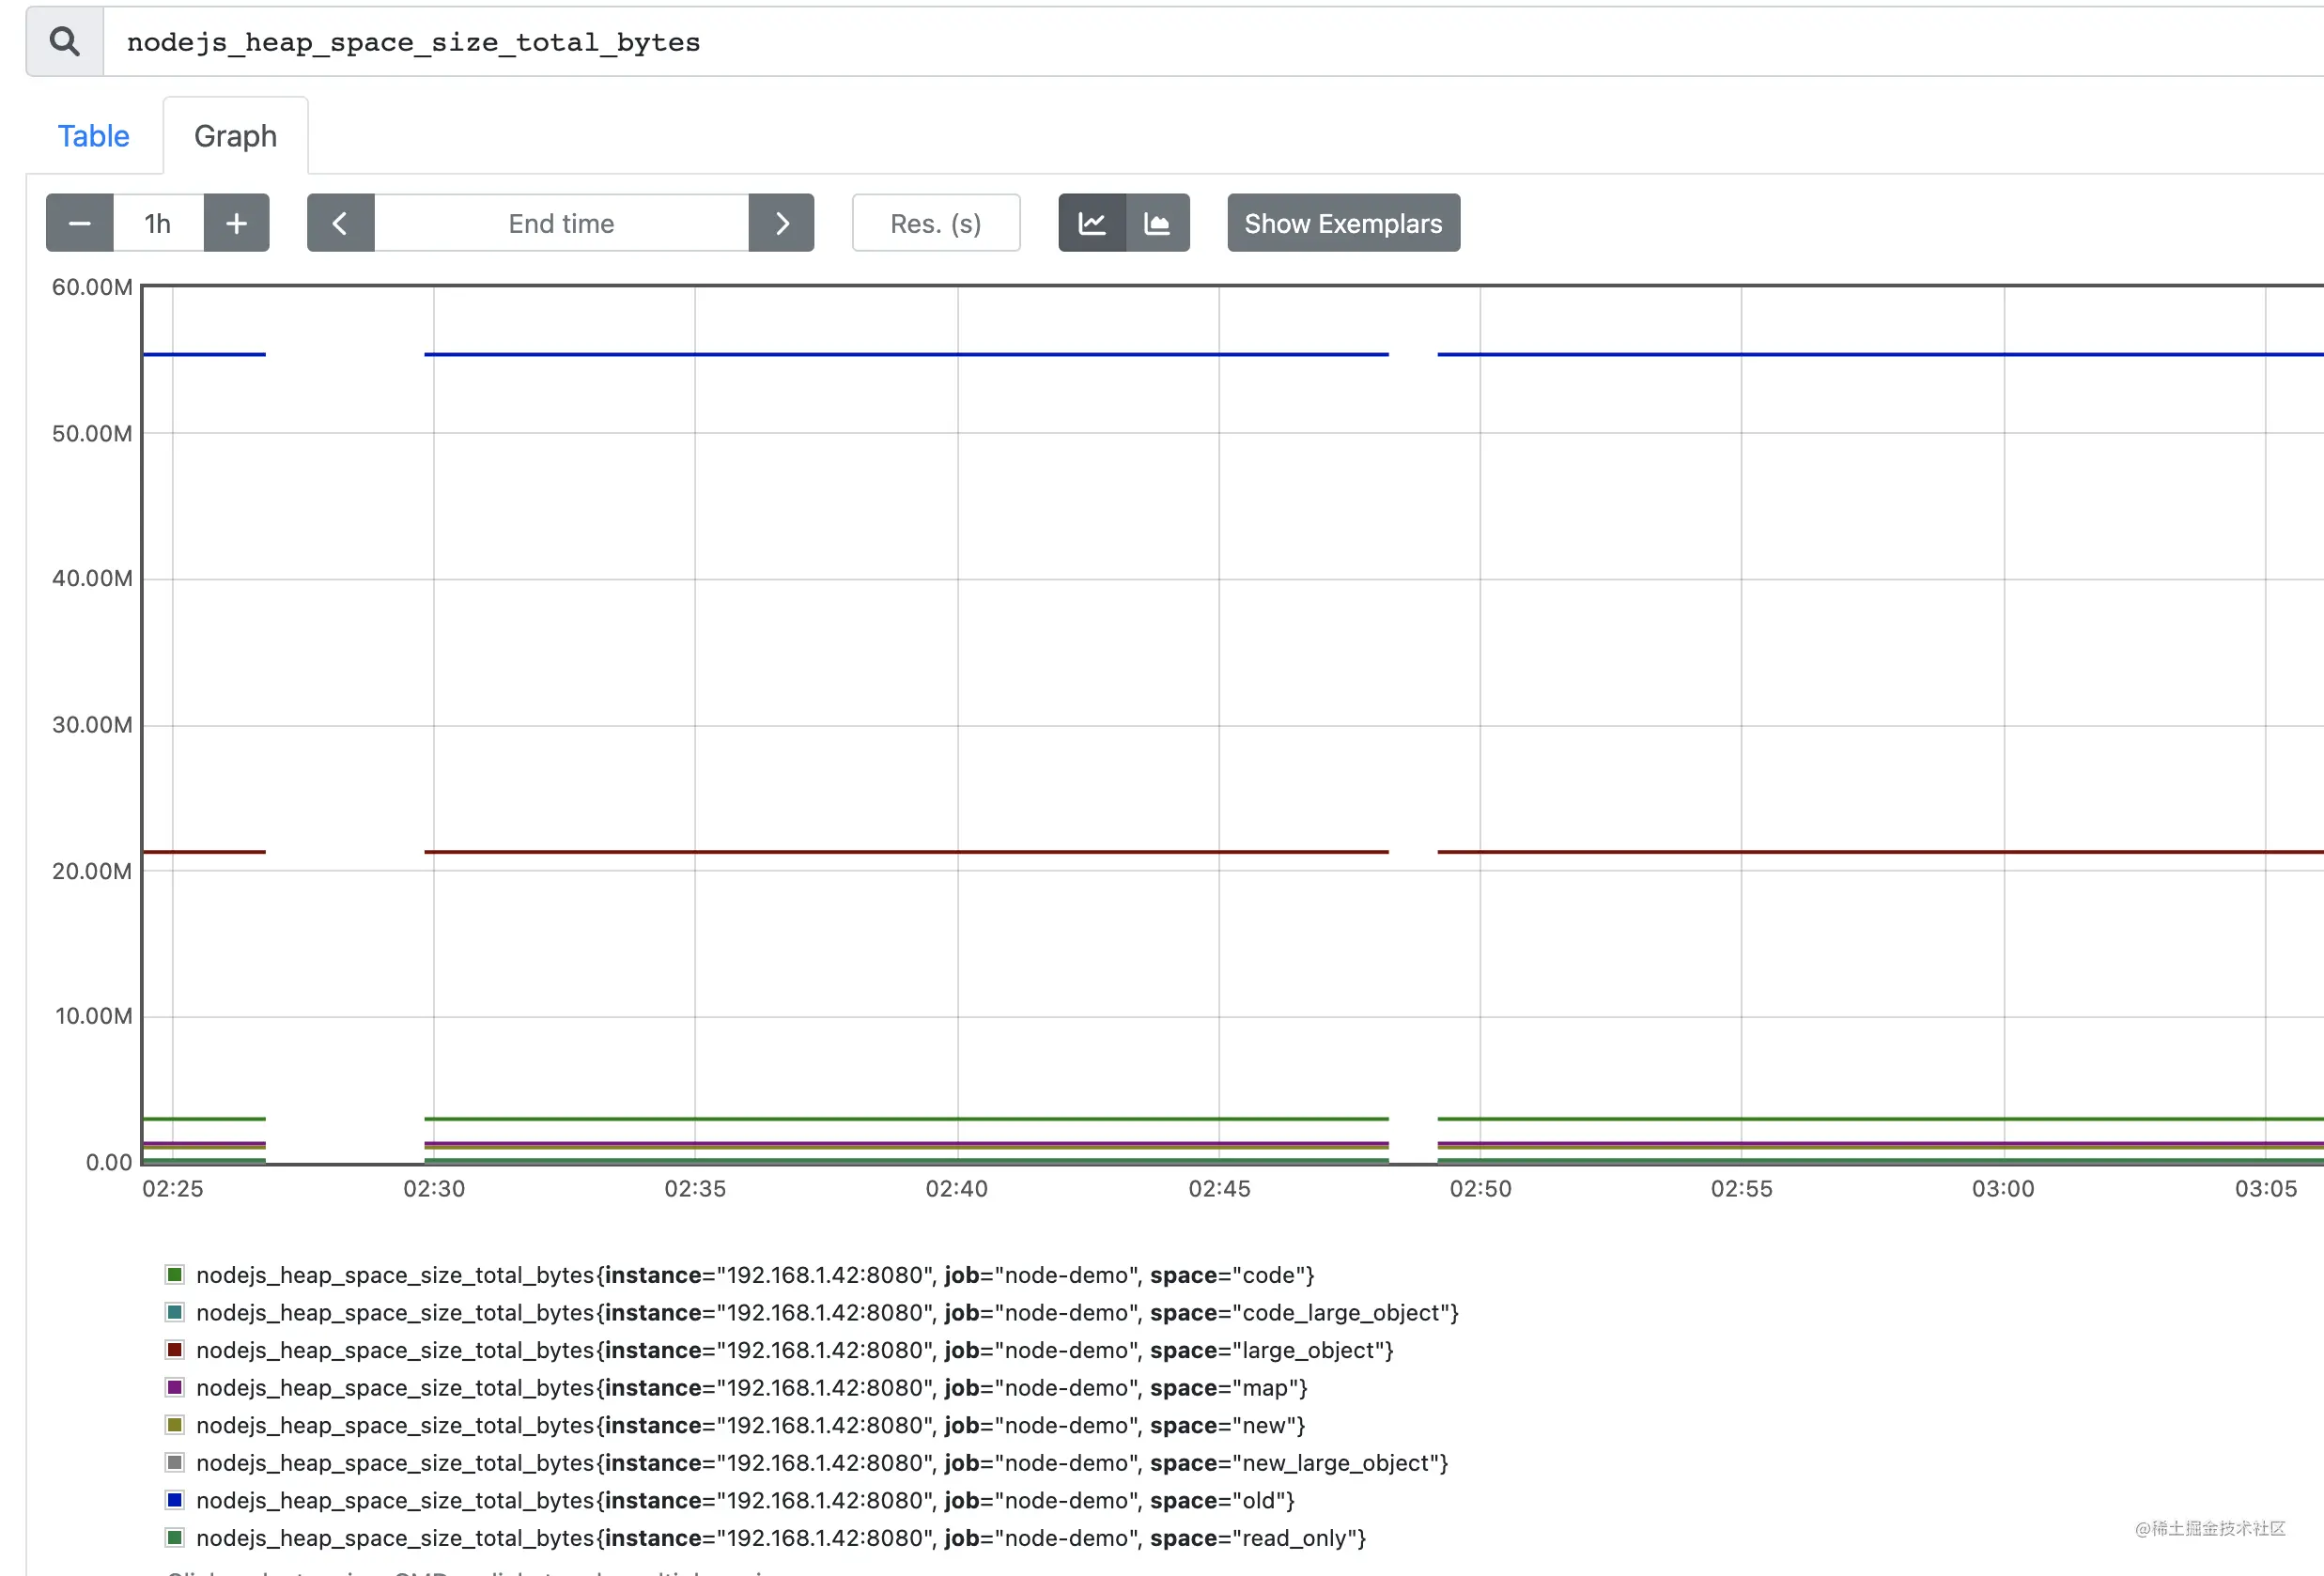 nodejs_heap_space_size_total_bytes
Table Graph
1h End time Res. (s) Show Exemplars
60.00M
50.00M
40.00M
30.00M
20.00M
10.00M
0.00
02:25 02:30 02:35 02:40 02:45 02:50 02:55 03:00 03:05
nodejs_heap_space_size_total_bytes{instance="192.168.1.42:8080", job="node-demo", space="code"}
nodejs_heap_space_size_total_bytes{instance="192.168.1.42:8080", job="node-demo", space="code_large_object"}
nodejs_heap_space_size_total_bytes{instance="192.168.1.42:8080", job="node-demo", space="large_object"}
nodejs_heap_space_size_total_bytes{instance="192.168.1.42:8080", job="node-demo", space="map"}
nodejs_heap_space_size_total_bytes{instance="192.168.1.42:8080", job="node-demo", space="new"}
nodejs_heap_space_size_total_bytes{instance="192.168.1.42:8080", job="node-demo", space="new_large_object"}
nodejs_heap_space_size_total_bytes{instance="192.168.1.42:8080", job="node-demo", space="old"}
nodejs_heap_space_size_total_bytes{instance="192.168.1.42:8080", job="node-demo", space="read_only"}
@稀土掘金技术社区